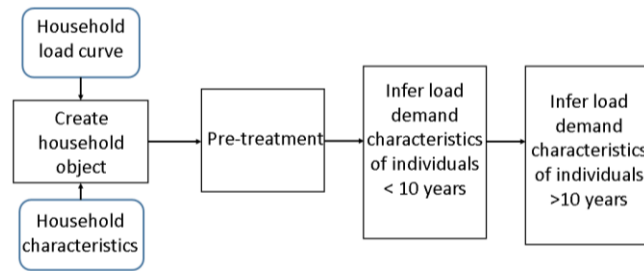 Household
load curve
Create
household
object
Household
characteristics
Pre-treatment
Infer load
demand
characteristics
of individuals
< 10 years
Infer load
demand
characteristics
of individuals
>10 years